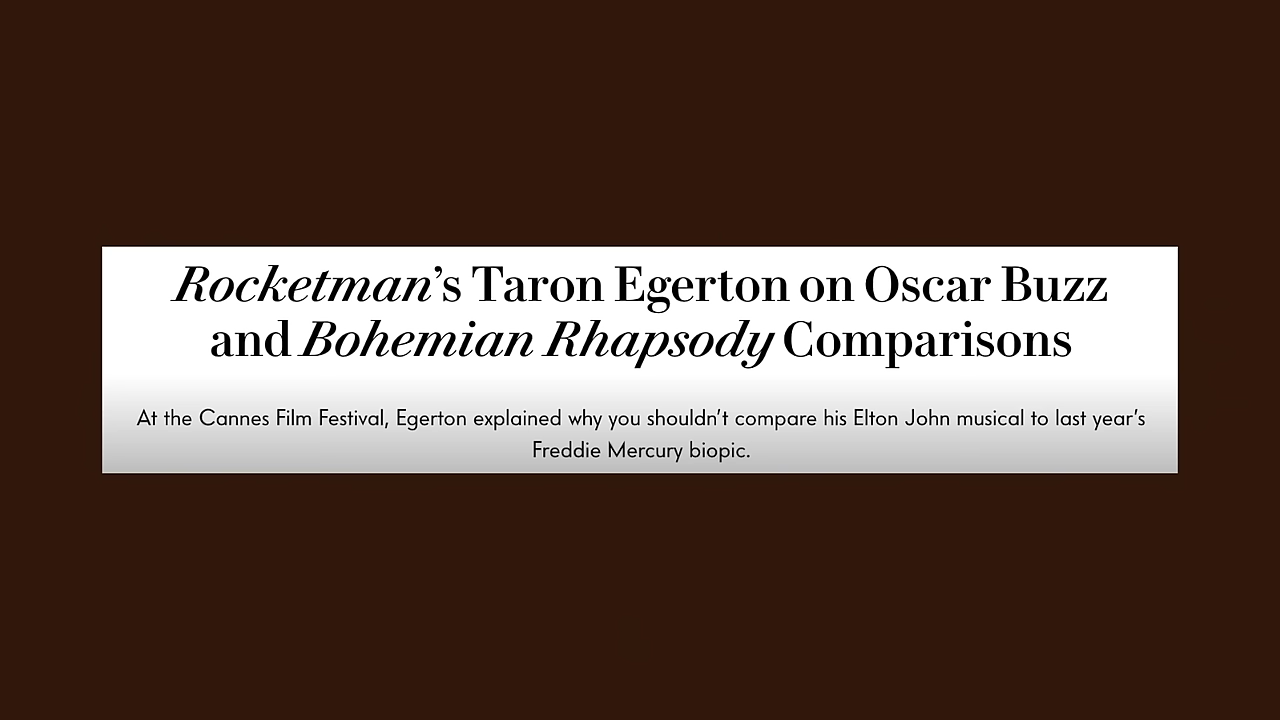 Rocketman’s Taron Egerton on Oscar Buzz
and Bohemian Rhapsody Comparisons
At the Cannes Film Festival, Egerton explained why you shouldn’t compare his Elton John musical to last year’s
Freddie Mercury biopic.